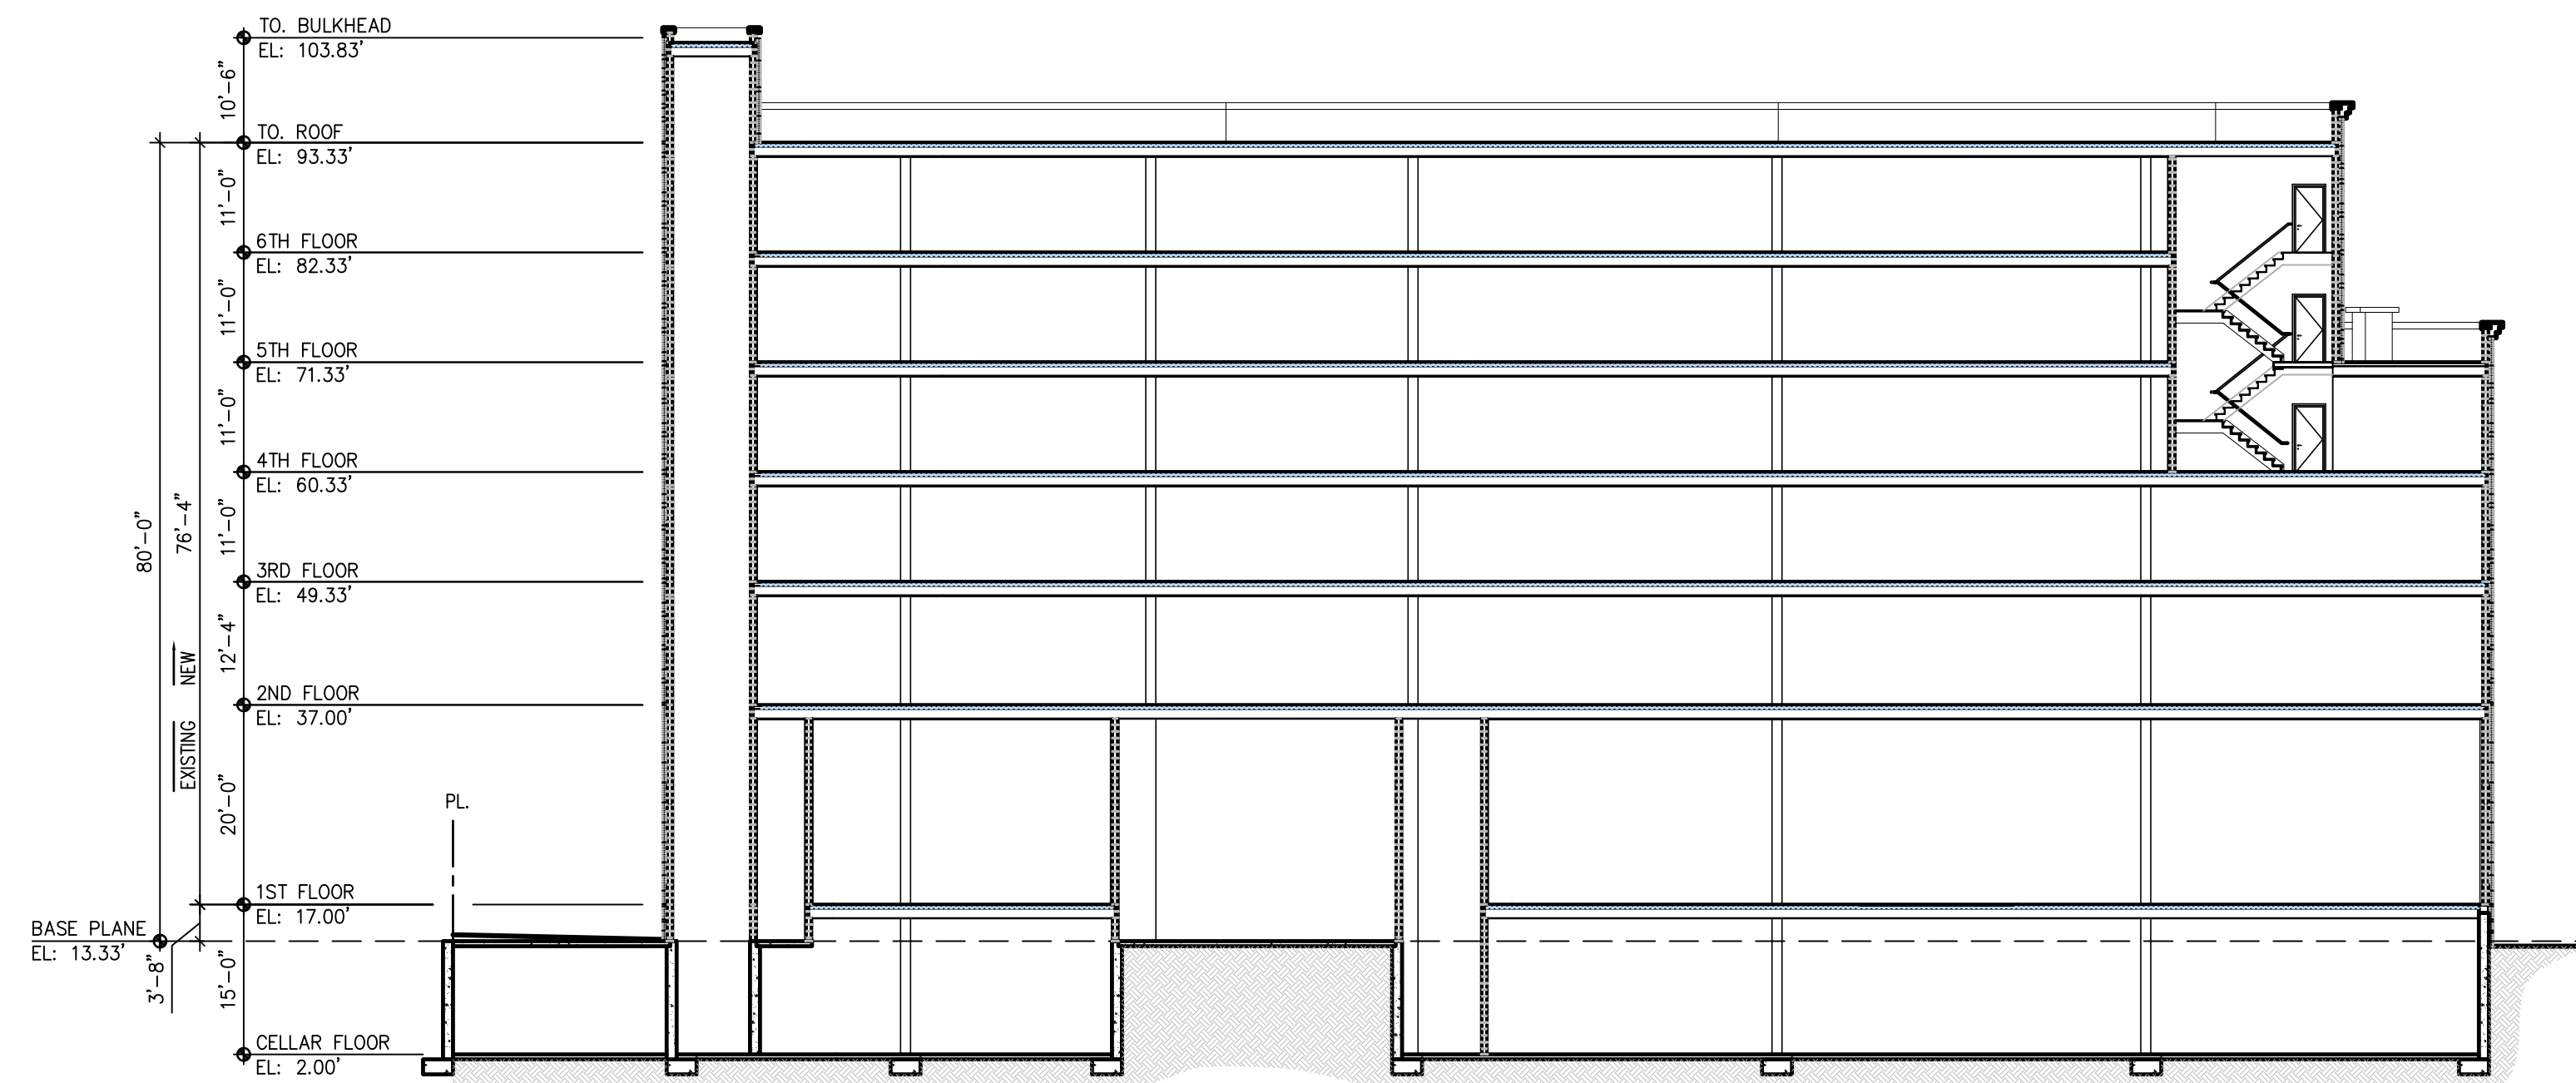 TO. BULKHEAD
EL: 103.83'
10'-6"
TO. ROOF
EL: 93.33'
11'-0"
6TH FLOOR
EL: 82.33'
11'-0"
5TH FLOOR
EL: 71.33'
11'-0"
4TH FLOOR
EL: 60.33'
11'-0"
80'-0"
76'-4"
3RD FLOOR
EL: 49.33'
12'-4"
NEW
2ND FLOOR
EL: 37.00'
EXISTING
20'-0"
PL.
1ST FLOOR
EL: 17.00'
BASE PLANE
EL: 13.33'
3'-8"
15'-0"
CELLAR FLOOR
EL: 2.00'